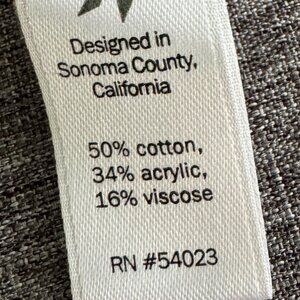 Designed in
Sonoma County,
California
50% cotton,
34% acrylic,
16% viscose
RN #54023